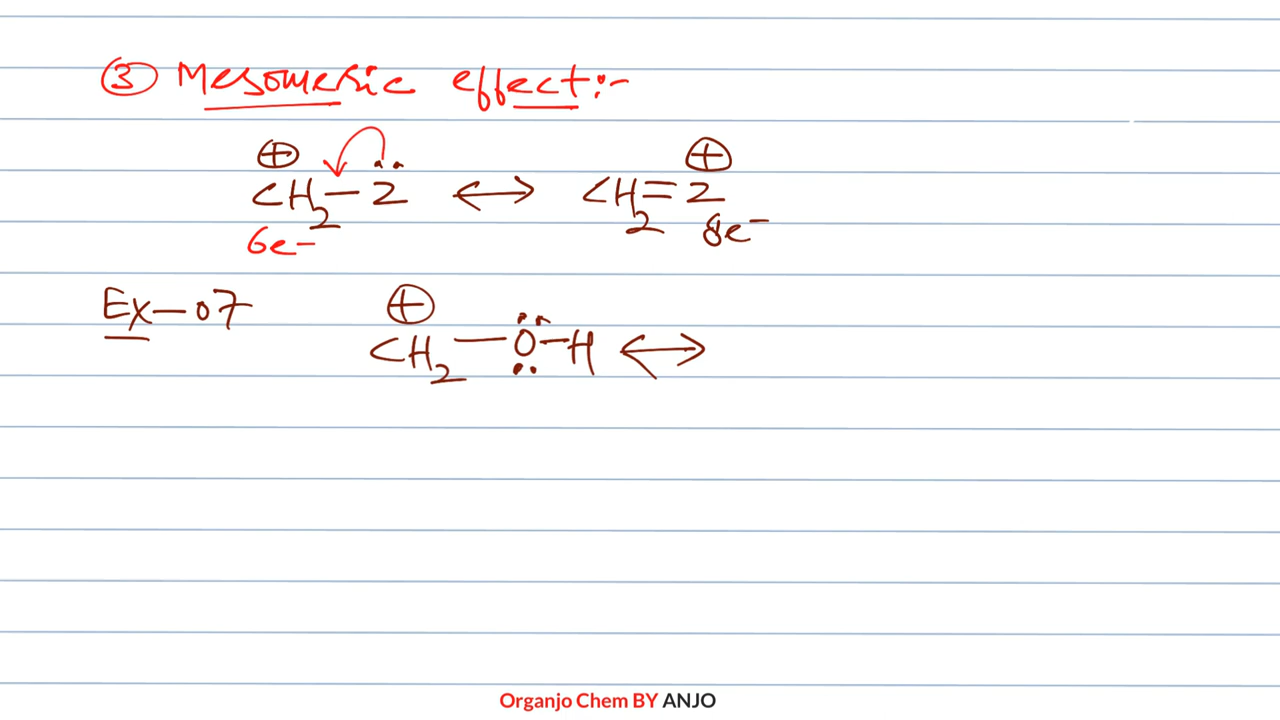 ③ Mesomeric effect:-
⊕ ⊕
CH₂–Z̈ ↔ CH₂=Z
6e- 8e-
Ex-07 ⊕
CH₂–Ö̤–H ↔
Organjo Chem BY ANJO